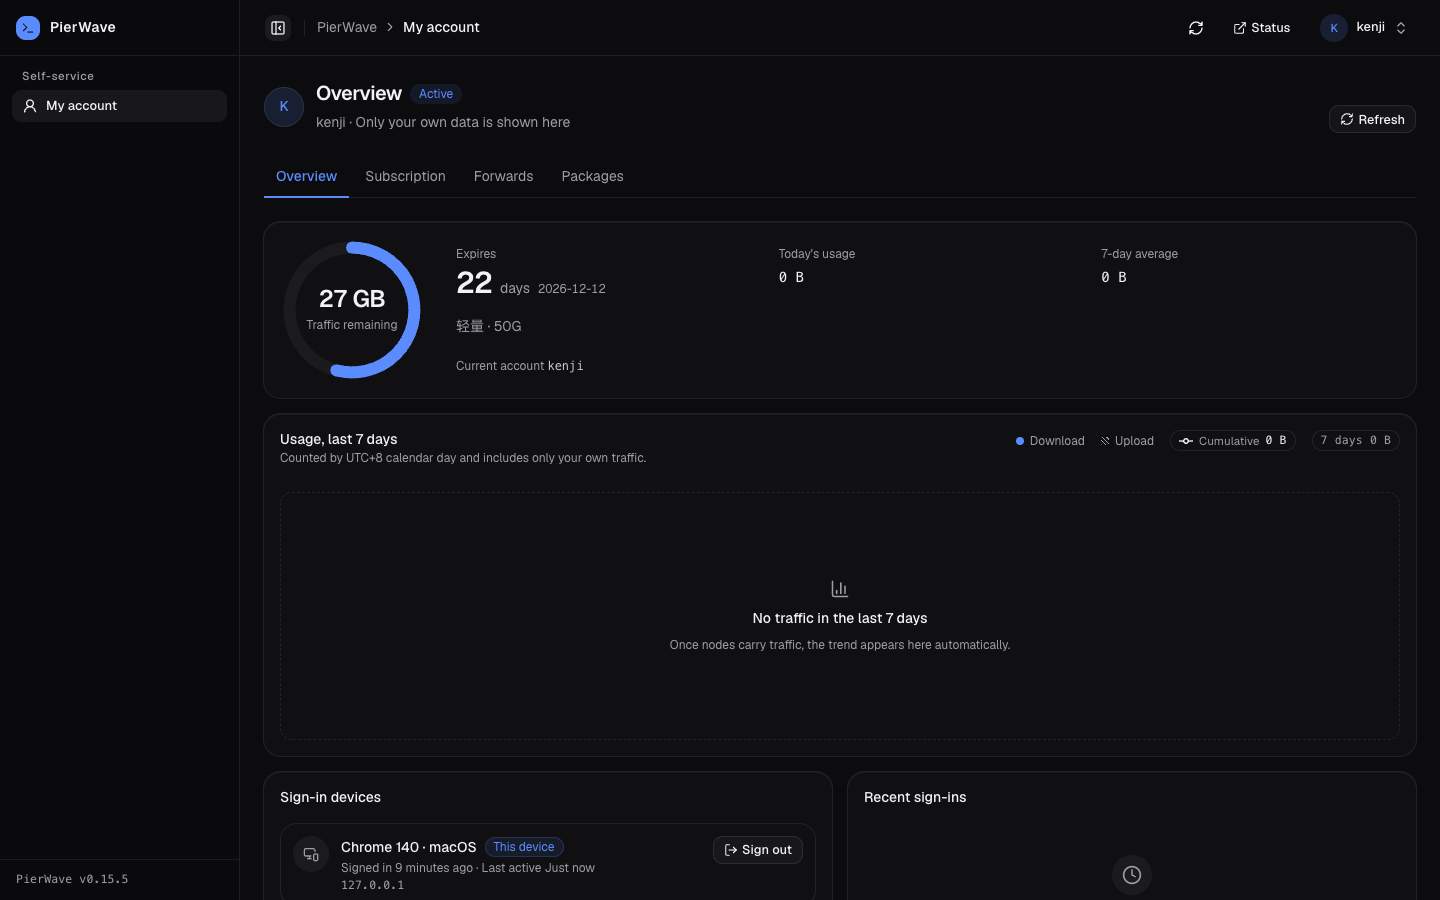 PierWave
PierWave > My account
Status
K
kenji
Self-service
My account
K
Overview
Active
kenji · Only your own data is shown here
Refresh
Overview
Subscription
Forwards
Packages
27 GB
Traffic remaining
Expires
22 days 2026-12-12
轻量 · 50G
Current account kenji
Today's usage
0 B
7-day average
0 B
Usage, last 7 days
Counted by UTC+8 calendar day and includes only your own traffic.
Download
Upload
Cumulative 0 B
7 days 0 B
No traffic in the last 7 days
Once nodes carry traffic, the trend appears here automatically.
Sign-in devices
Chrome 140 · macOS
This device
Signed in 9 minutes ago · Last active Just now
127.0.0.1
Sign out
Recent sign-ins
PierWave v0.15.5